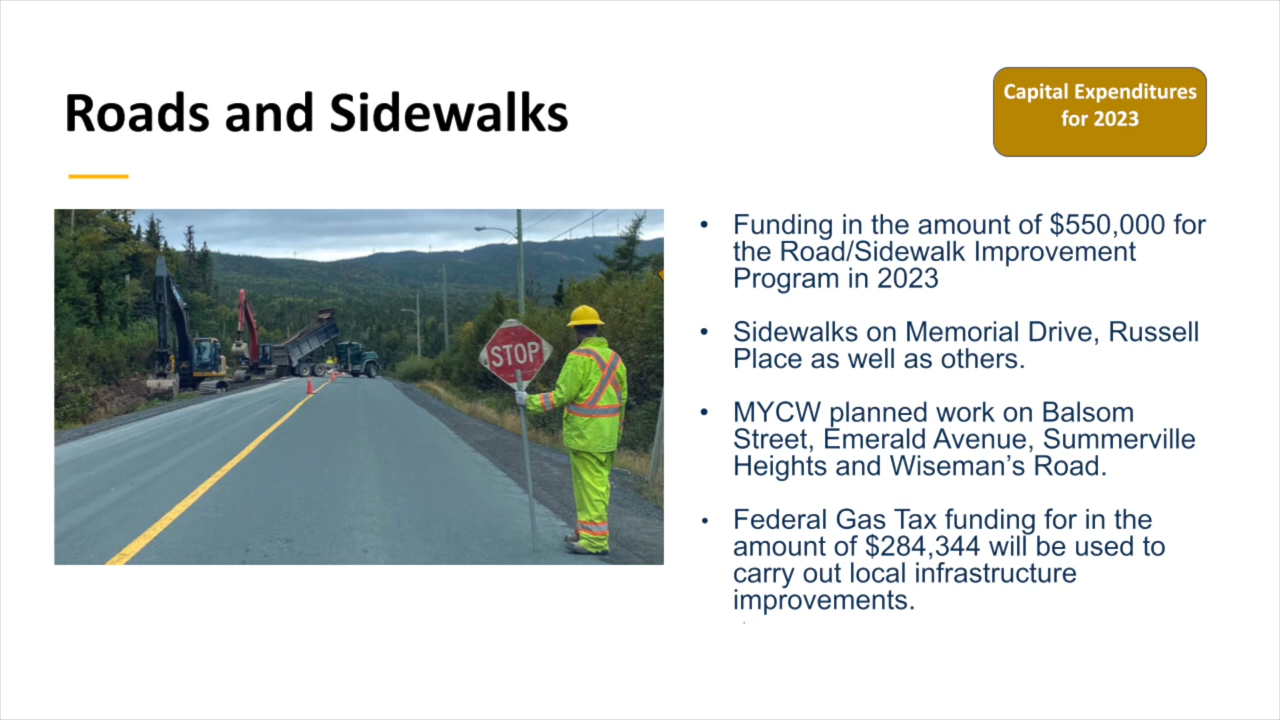 Roads and Sidewalks
Capital Expenditures
for 2023
STOP
• Funding in the amount of $550,000 for
the Road/Sidewalk Improvement
Program in 2023
• Sidewalks on Memorial Drive, Russell
Place as well as others.
• MYCW planned work on Balsom
Street, Emerald Avenue, Summerville
Heights and Wiseman’s Road.
• Federal Gas Tax funding for in the
amount of $284,344 will be used to
carry out local infrastructure
improvements.